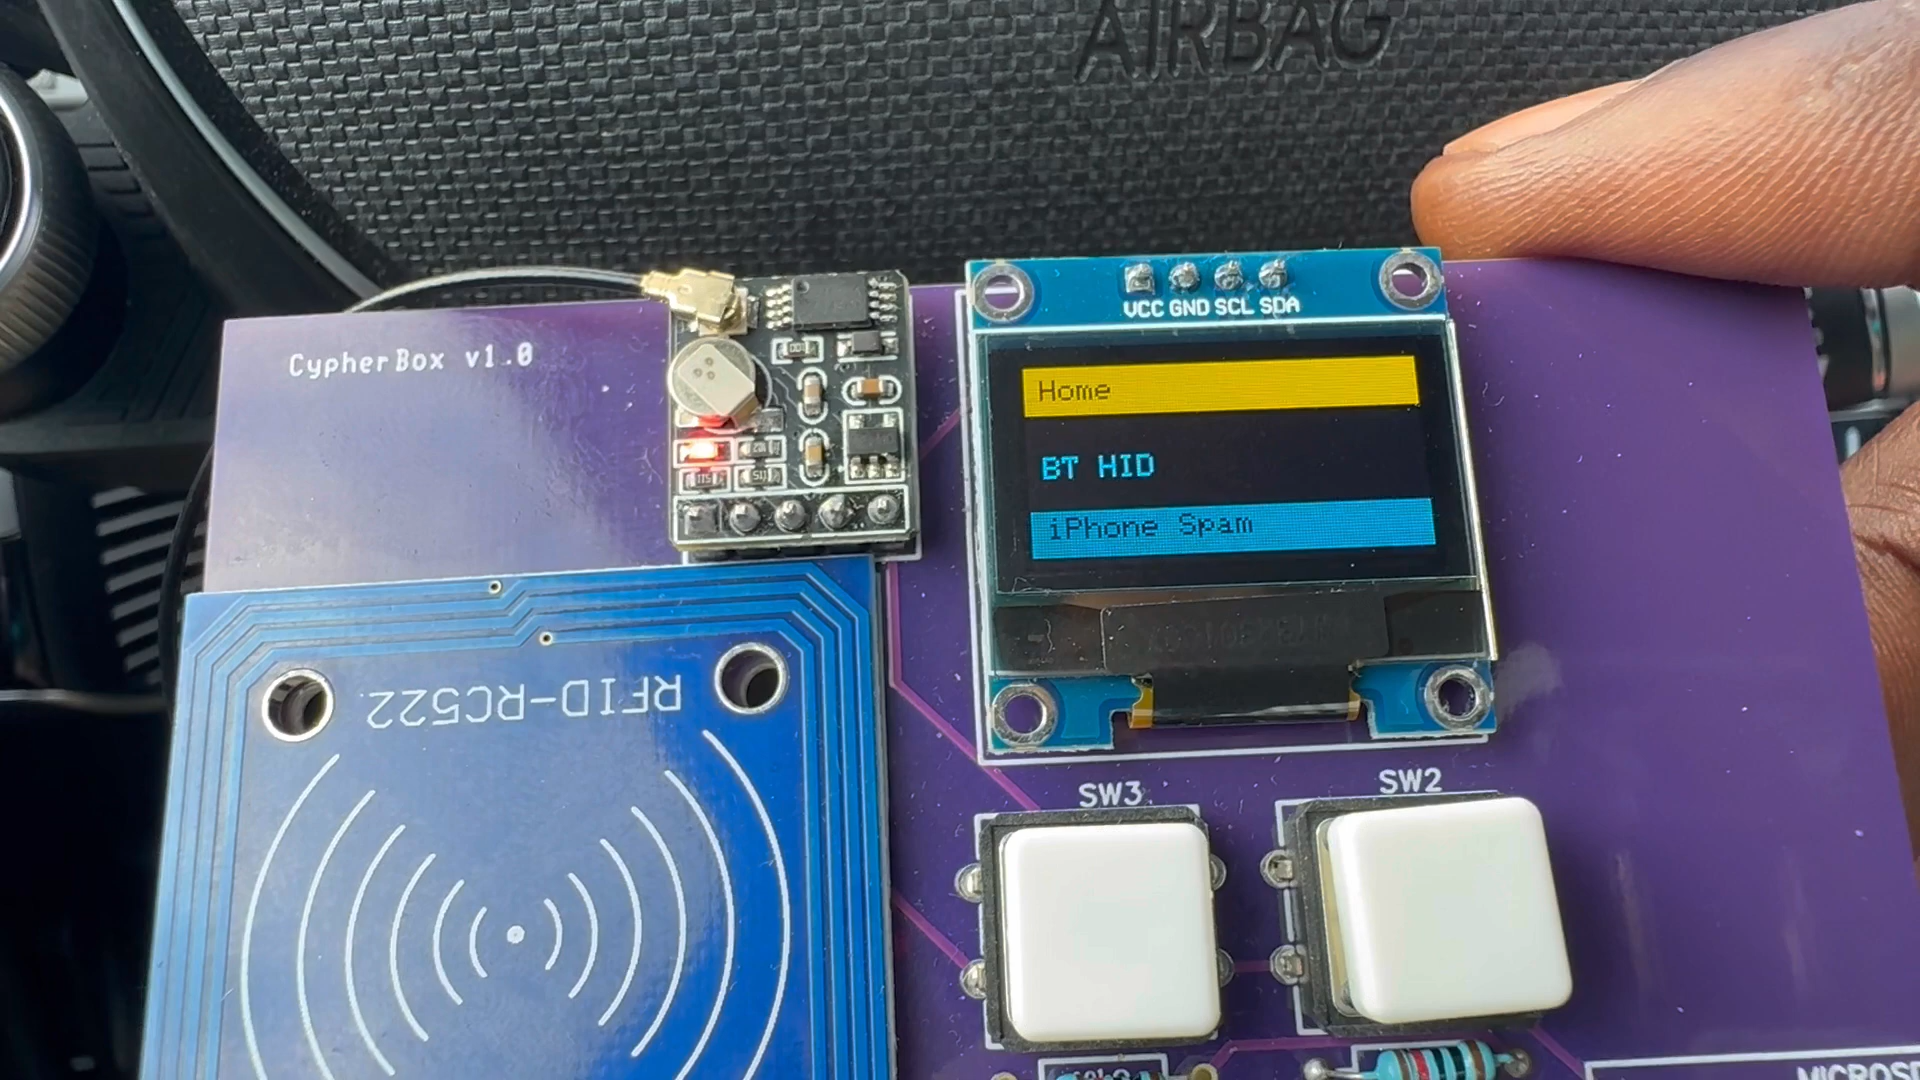 AIRBAG
CypherBox v1.0
VCC GND SCL SDA
Home
BT HID
iPhone Spam
RFID-RC522
SW3
SW2